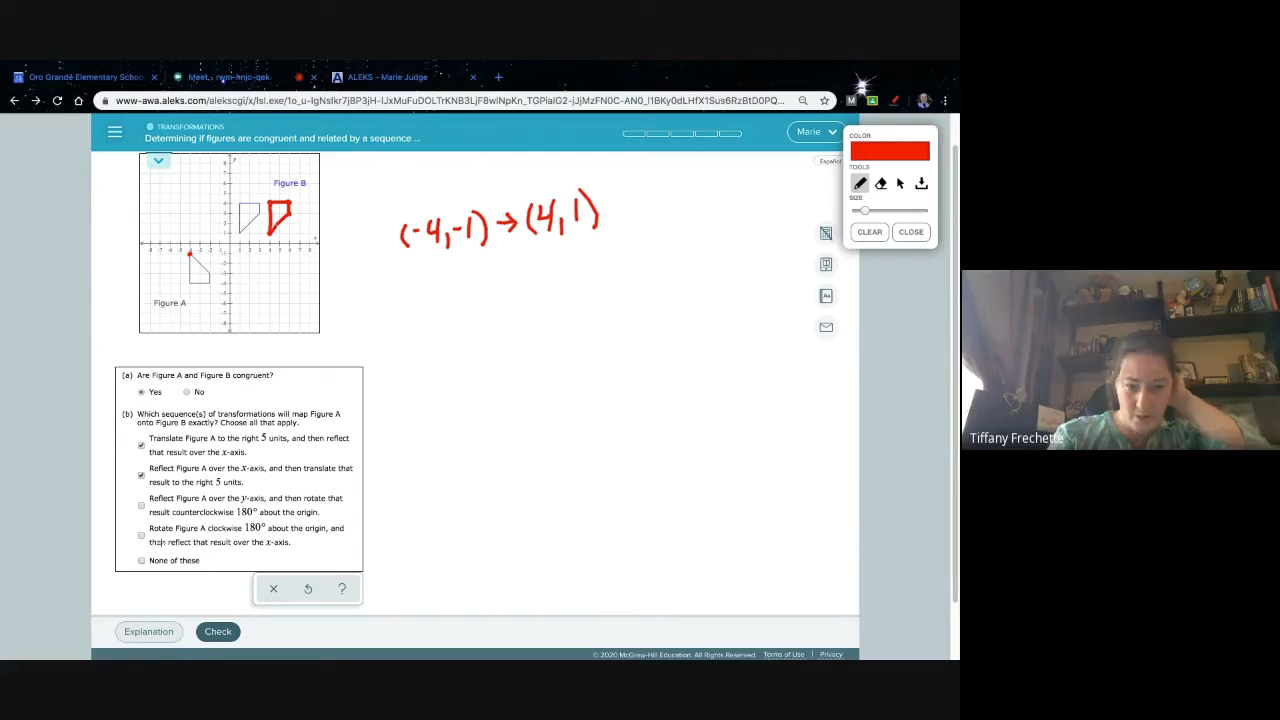 Oro Grandé Elementary Schoo
Meet - rwm-hnjc-qek
ALEKS - Marie Judge
TRANSFORMATIONS
Determining if figures are congruent and related by a sequence ...
Marie
Español
COLOR
TOOLS
SIZE
CLEAR
CLOSE
Figure B
Figure A
(-4,-1) → (4,1)
(a) Are Figure A and Figure B congruent?
Yes No
(b) Which sequence(s) of transformations will map Figure A
onto Figure B exactly? Choose all that apply.
Translate Figure A to the right 5 units, and then reflect
that result over the x-axis.
Reflect Figure A over the x-axis, and then translate that
result to the right 5 units.
Reflect Figure A over the y-axis, and then rotate that
result counterclockwise 180° about the origin.
Rotate Figure A clockwise 180° about the origin, and
then reflect that result over the x-axis.
None of these
Explanation
Check
© 2020 McGraw-Hill Education. All Rights Reserved. Terms of Use Privacy
Tiffany Frechette